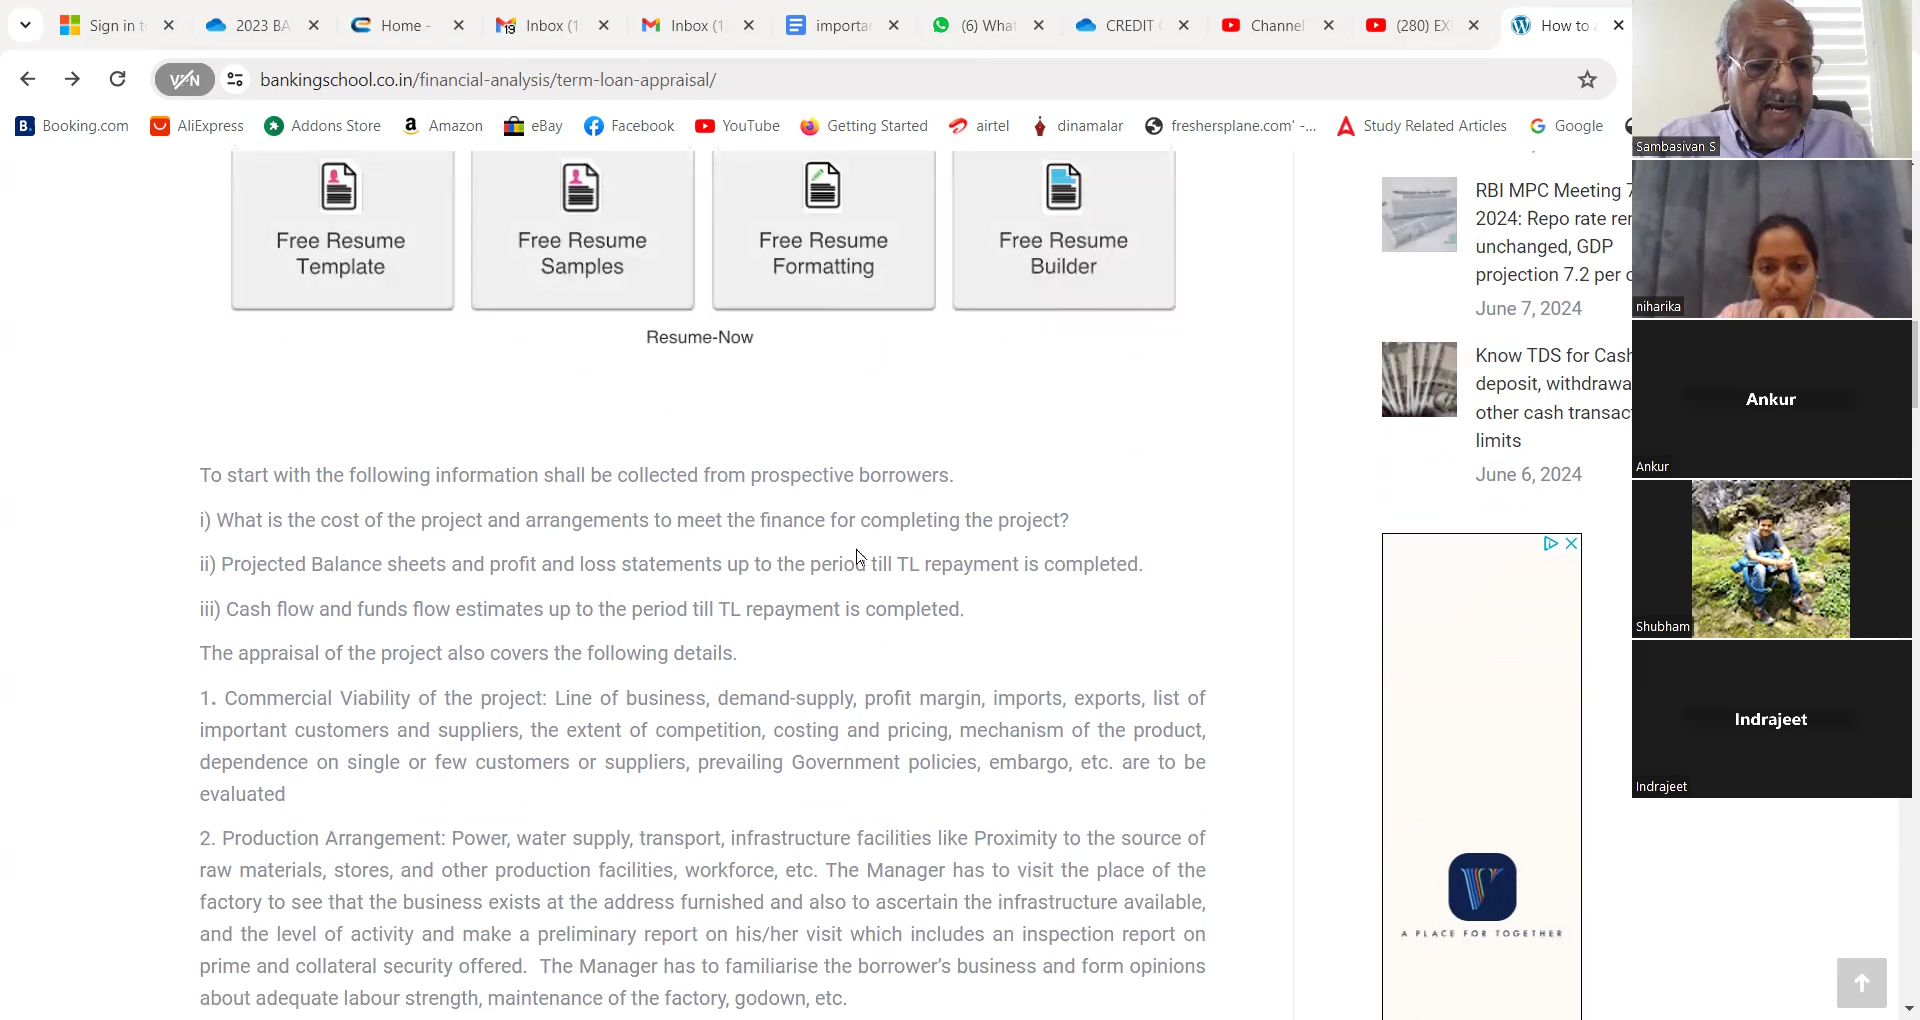 Sign in t
2023 BA
Home -
Inbox (1
Inbox (1
importa
(6) Wha
CREDIT
Channel
(280) EX
How to
VPN
bankingschool.co.in/financial-analysis/term-loan-appraisal/
B.
Booking.com
AliExpress
Addons Store
Amazon
eBay
Facebook
YouTube
Getting Started
airtel
dinamalar
freshersplane.com' -...
Study Related Articles
Google
Sambasivan S
Free Resume
Template
Free Resume
Samples
Free Resume
Formatting
Free Resume
Builder
Resume-Now
RBI MPC Meeting 7
2024: Repo rate re
unchanged, GDP
projection 7.2 per
June 7, 2024
niharika
Know TDS for Cash
deposit, withdrawa
other cash transac
limits
June 6, 2024
Ankur
Ankur
To start with the following information shall be collected from prospective borrowers.
i) What is the cost of the project and arrangements to meet the finance for completing the project?
ii) Projected Balance sheets and profit and loss statements up to the period till TL repayment is completed.
iii) Cash flow and funds flow estimates up to the period till TL repayment is completed.
The appraisal of the project also covers the following details.
1. Commercial Viability of the project: Line of business, demand-supply, profit margin, imports, exports, list of
important customers and suppliers, the extent of competition, costing and pricing, mechanism of the product,
dependence on single or few customers or suppliers, prevailing Government policies, embargo, etc. are to be
evaluated
2. Production Arrangement: Power, water supply, transport, infrastructure facilities like Proximity to the source of
raw materials, stores, and other production facilities, workforce, etc. The Manager has to visit the place of the
factory to see that the business exists at the address furnished and also to ascertain the infrastructure available,
and the level of activity and make a preliminary report on his/her visit which includes an inspection report on
prime and collateral security offered. The Manager has to familiarise the borrower's business and form opinions
about adequate labour strength, maintenance of the factory, godown, etc.
Shubham
Indrajeet
Indrajeet
A PLACE FOR TOGETHER